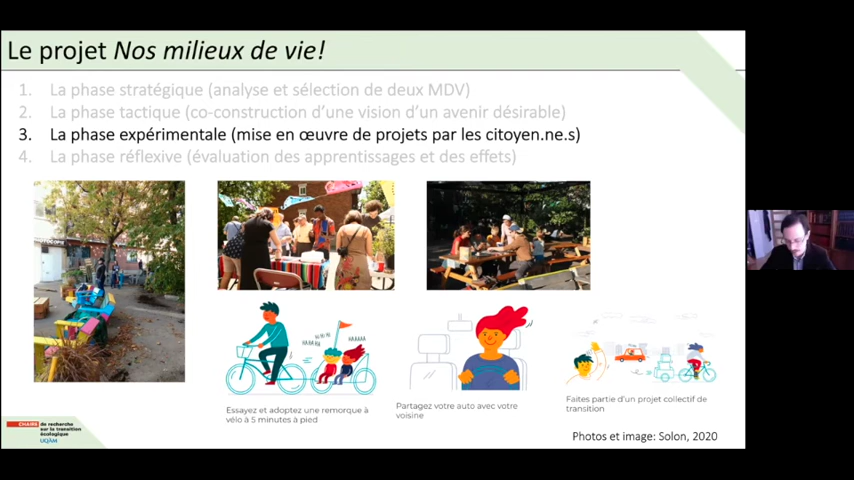 Le projet Nos milieux de vie!
1. La phase stratégique (analyse et sélection de deux MDV)
2. La phase tactique (co-construction d'une vision d'un avenir désirable)
3. La phase expérimentale (mise en œuvre de projets par les citoyen.ne.s)
4. La phase réflexive (évaluation des apprentissages et des effets)
Essayez et adoptez une remorque à
vélo à 5 minutes à pied
Partagez votre auto avec votre
voisine
Faites partie d'un projet collectif de
transition
CHAIRE de recherche
sur la transition
écologique
UQÀM
Photos et image: Solon, 2020